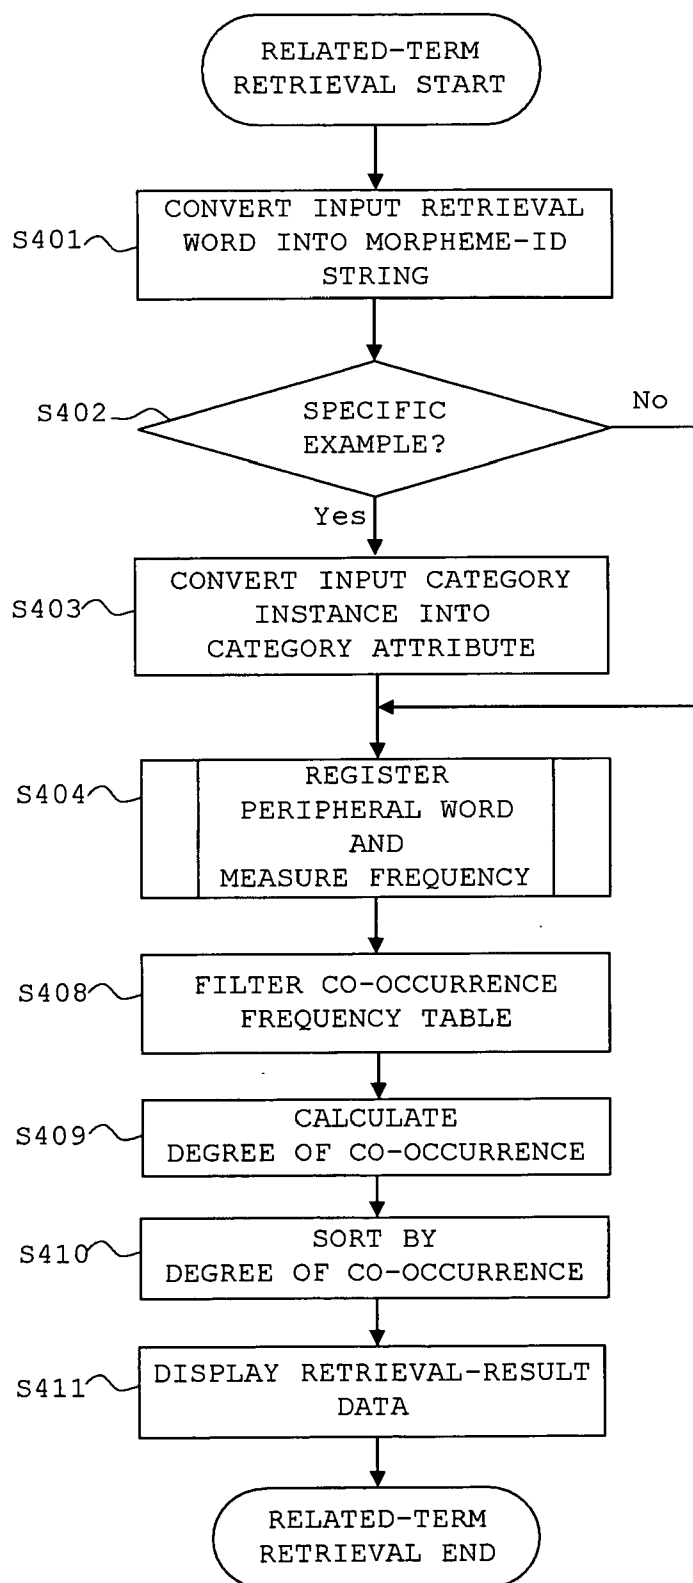 RELATED-TERM
RETRIEVAL START
S401
CONVERT INPUT RETRIEVAL
WORD INTO MORPHEME-ID
STRING
S402
SPECIFIC
EXAMPLE?
No
Yes
S403
CONVERT INPUT CATEGORY
INSTANCE INTO
CATEGORY ATTRIBUTE
S404
REGISTER
PERIPHERAL WORD
AND
MEASURE FREQUENCY
S408
FILTER CO-OCCURRENCE
FREQUENCY TABLE
S409
CALCULATE
DEGREE OF CO-OCCURRENCE
S410
SORT BY
DEGREE OF CO-OCCURRENCE
S411
DISPLAY RETRIEVAL-RESULT
DATA
RELATED-TERM
RETRIEVAL END